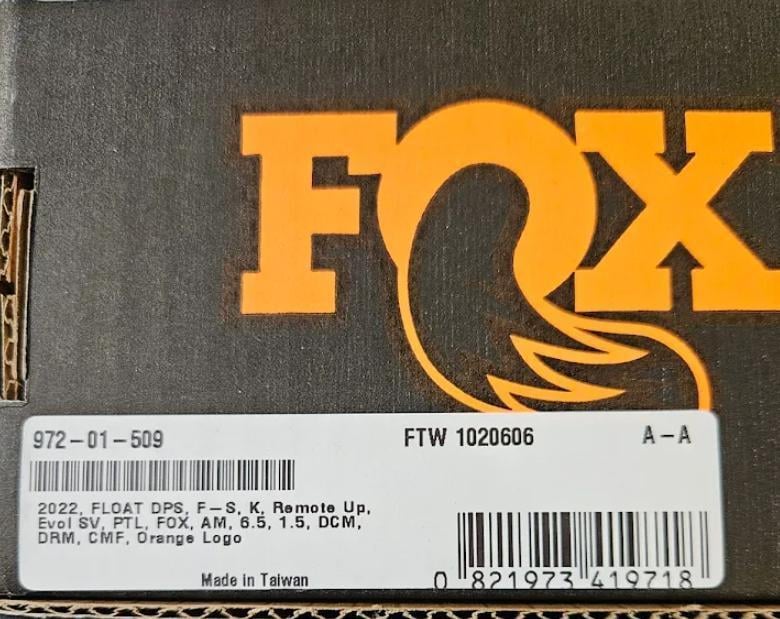 FOX
972-01-509 FTW 1020606 A-A
2022, FLOAT DPS, F-S, K, Remote Up,
Evol SV, PTL, FOX, AM, 6.5, 1.5, DCM,
DRM, CMF, Orange Logo
Made in Taiwan
0 821973 419718